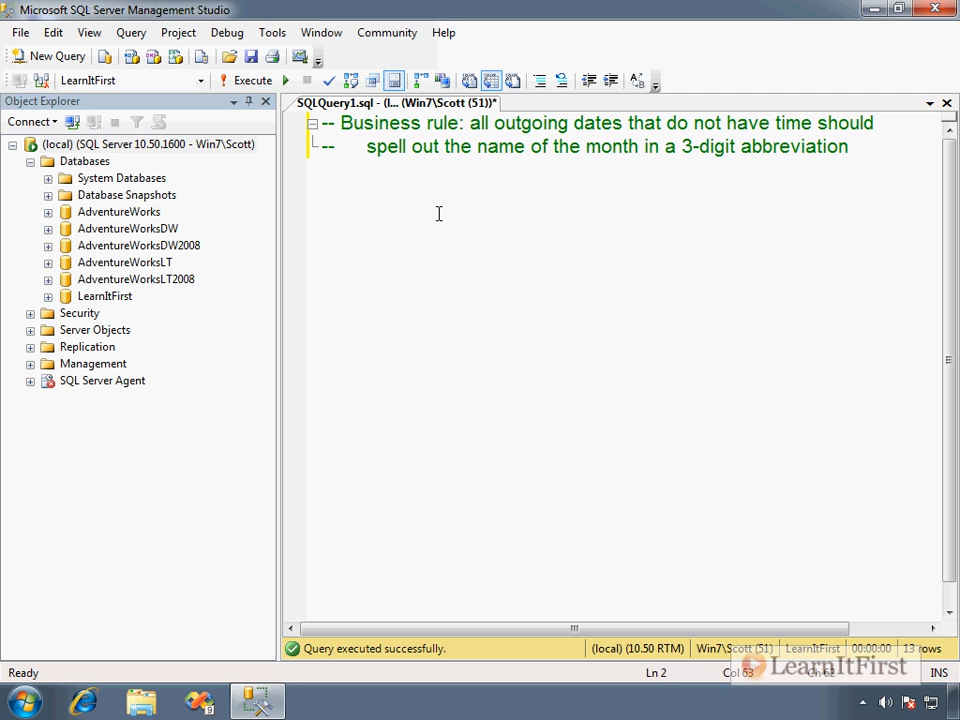 Microsoft SQL Server Management Studio
File Edit View Query Project Debug Tools Window Community Help
New Query
LearnItFirst Execute
Object Explorer
SQLQuery1.sql - (l... (Win7\Scott (51))*
Connect
-- Business rule: all outgoing dates that do not have time should
-- spell out the name of the month in a 3-digit abbreviation
(local) (SQL Server 10.50.1600 - Win7\Scott)
Databases
System Databases
Database Snapshots
AdventureWorks
AdventureWorksDW
AdventureWorksDW2008
AdventureWorksLT
AdventureWorksLT2008
LearnItFirst
Security
Server Objects
Replication
Management
SQL Server Agent
Query executed successfully. (local) (10.50 RTM) Win7\Scott (51) LearnItFirst 00:00:00 13 rows
Ready Ln 2 Col 63 Ch 62 INS
LearnItFirst
9